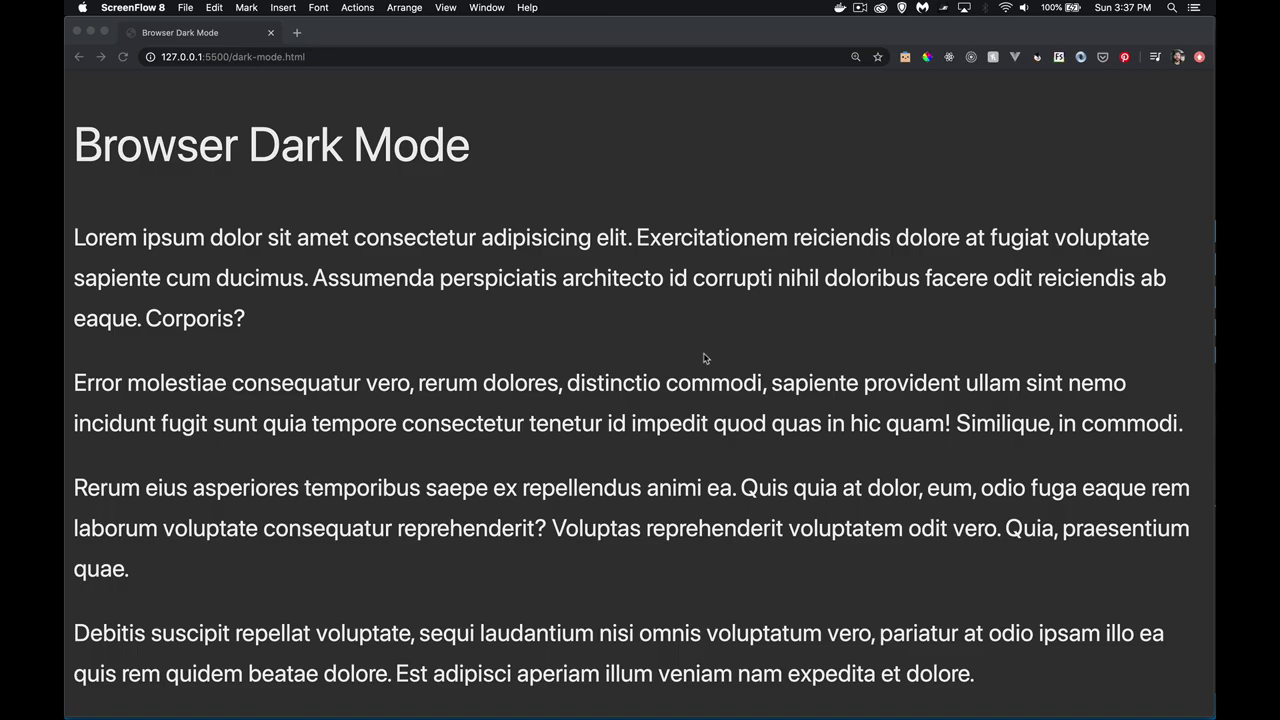 ScreenFlow 8 File Edit Mark Insert Font Actions Arrange View Window Help 100% Sun 3:37 PM
Browser Dark Mode
127.0.0.1:5500/dark-mode.html
Browser Dark Mode
Lorem ipsum dolor sit amet consectetur adipisicing elit. Exercitationem reiciendis dolore at fugiat voluptate
sapiente cum ducimus. Assumenda perspiciatis architecto id corrupti nihil doloribus facere odit reiciendis ab
eaque. Corporis?
Error molestiae consequatur vero, rerum dolores, distinctio commodi, sapiente provident ullam sint nemo
incidunt fugit sunt quia tempore consectetur tenetur id impedit quod quas in hic quam! Similique, in commodi.
Rerum eius asperiores temporibus saepe ex repellendus animi ea. Quis quia at dolor, eum, odio fuga eaque rem
laborum voluptate consequatur reprehenderit? Voluptas reprehenderit voluptatem odit vero. Quia, praesentium
quae.
Debitis suscipit repellat voluptate, sequi laudantium nisi omnis voluptatum vero, pariatur at odio ipsam illo ea
quis rem quidem beatae dolore. Est adipisci aperiam illum veniam nam expedita et dolore.